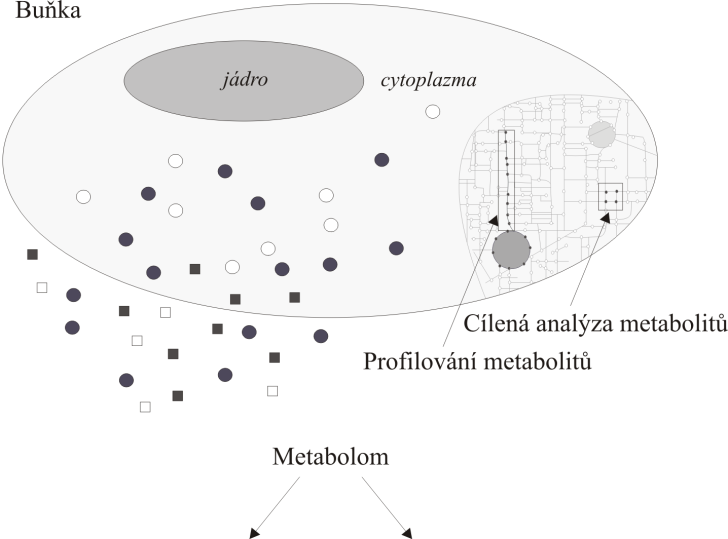 Buňka
jádro
cytoplazma
Cílená analýza metabolitů
Profilování metabolitů
Metabolom